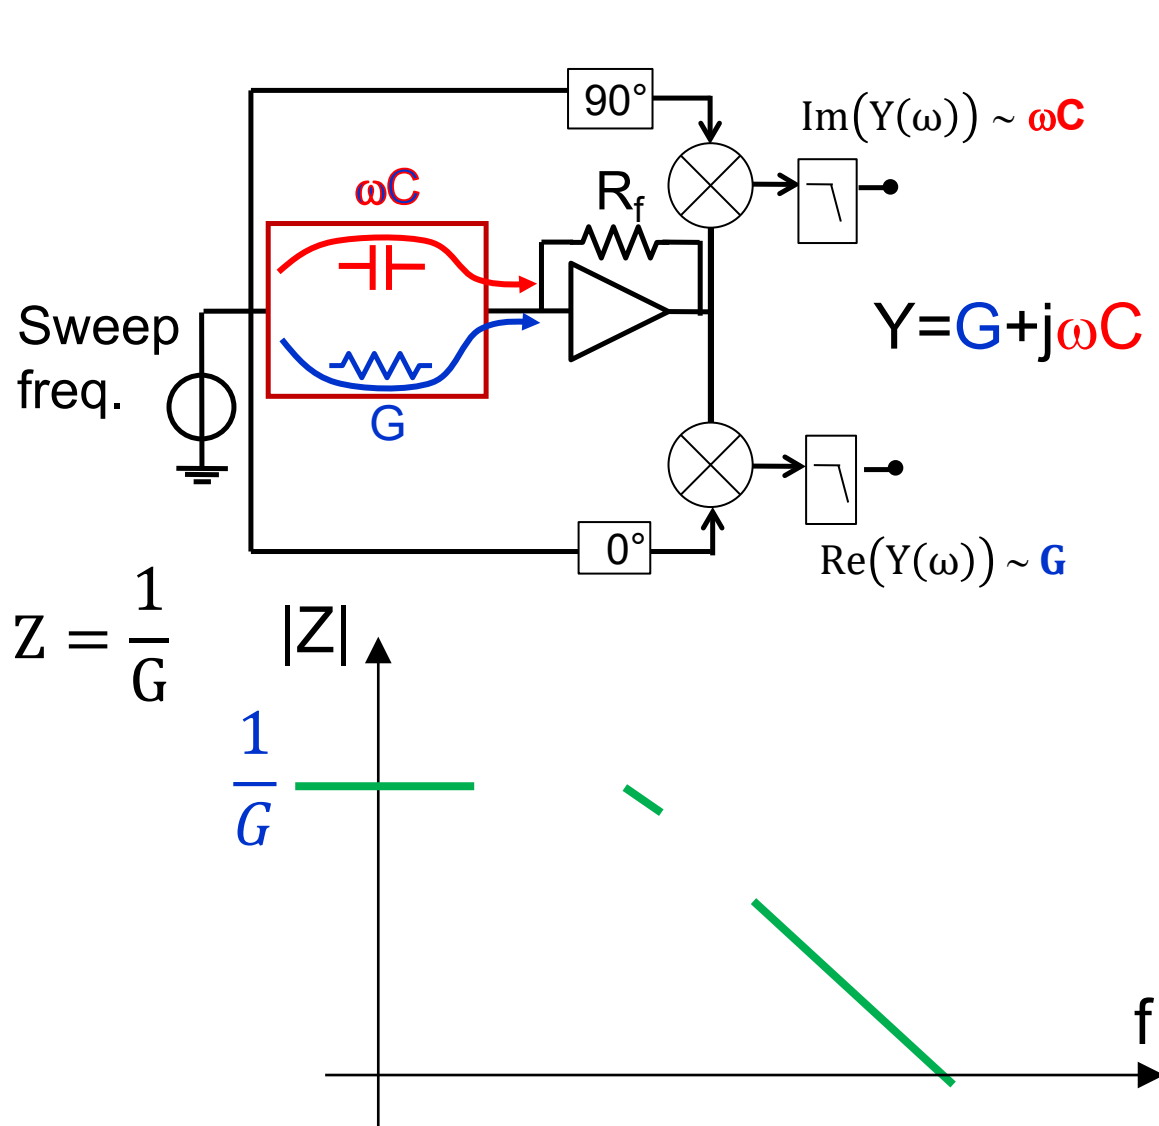 90°
Im(Y(ω)) ~ ωC
ωC
R_f
Sweep
freq.
Y=G+jωC
G
0°
Re(Y(ω)) ~ G
Z = 1/G
|Z|
1/G
f